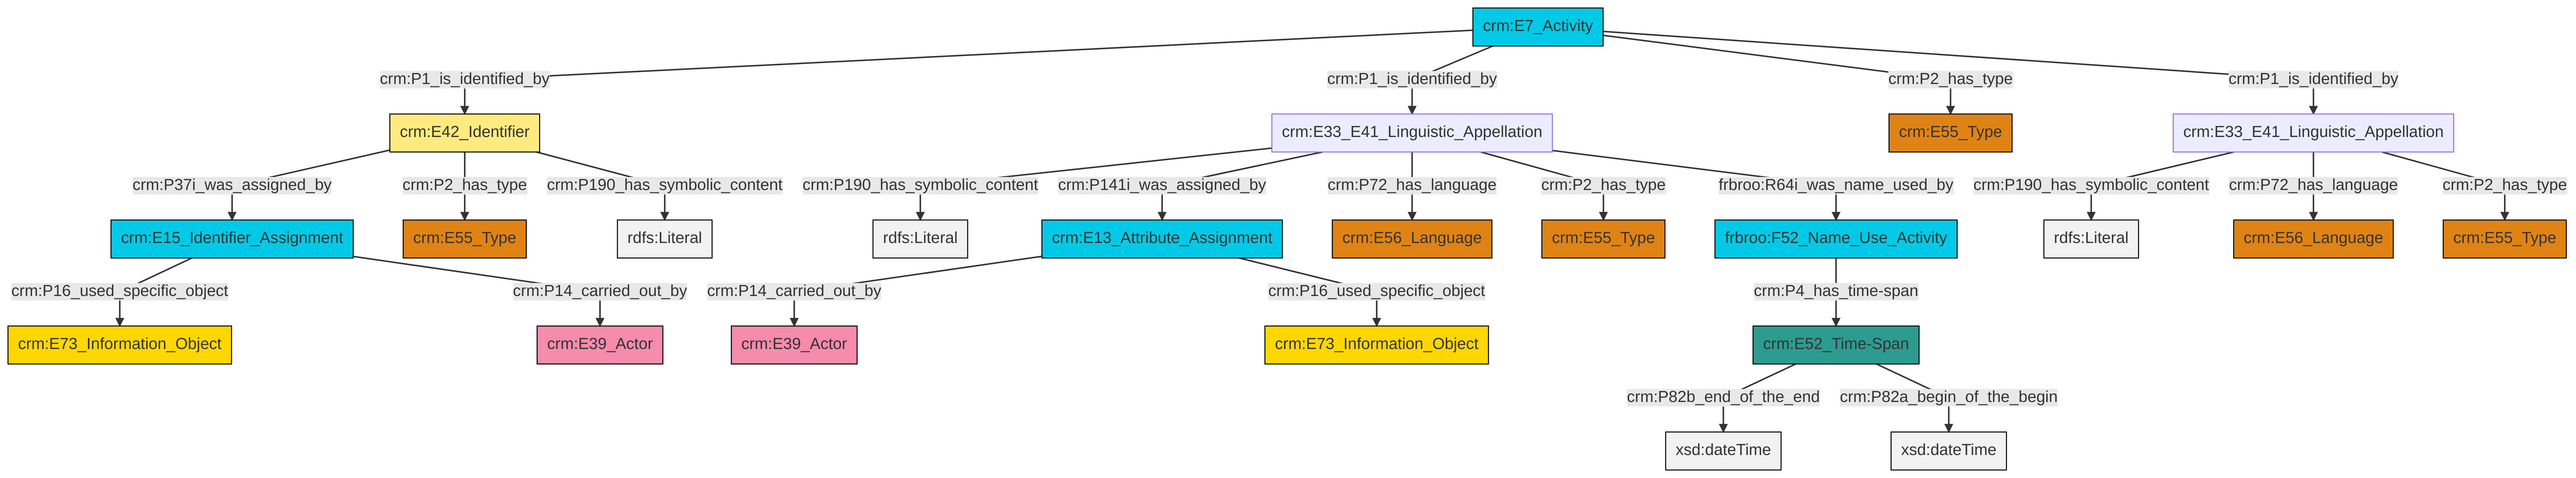 crm:E7_Activity
crm:P1_is_identified_by
crm:P1_is_identified_by
crm:P2_has_type
crm:P1_is_identified_by
crm:E42_Identifier
crm:E33_E41_Linguistic_Appellation
crm:E55_Type
crm:E33_E41_Linguistic_Appellation
crm:P37i_was_assigned_by
crm:P2_has_type
crm:P190_has_symbolic_content
crm:P190_has_symbolic_content
crm:P141i_was_assigned_by
crm:P72_has_language
crm:P2_has_type
frbroo:R64i_was_name_used_by
crm:P190_has_symbolic_content
crm:P72_has_language
crm:P2_has_type
crm:E15_Identifier_Assignment
crm:E55_Type
rdfs:Literal
rdfs:Literal
crm:E13_Attribute_Assignment
crm:E56_Language
crm:E55_Type
frbroo:F52_Name_Use_Activity
rdfs:Literal
crm:E56_Language
crm:E55_Type
crm:P16_used_specific_object
crm:P14_carried_out_by
crm:P14_carried_out_by
crm:P16_used_specific_object
crm:P4_has_time-span
crm:E73_Information_Object
crm:E39_Actor
crm:E39_Actor
crm:E73_Information_Object
crm:E52_Time-Span
crm:P82b_end_of_the_end
crm:P82a_begin_of_the_begin
xsd:dateTime
xsd:dateTime